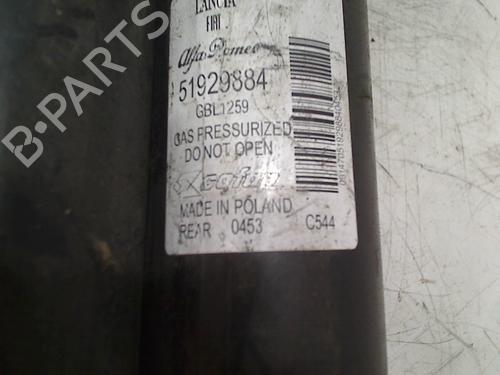 LANCIA
FIAT
Alfa Romeo
51929884
GBL1259
GAS PRESSURIZED
DO NOT OPEN
MADE IN POLAND
REAR 0453 C544
B-PARTS